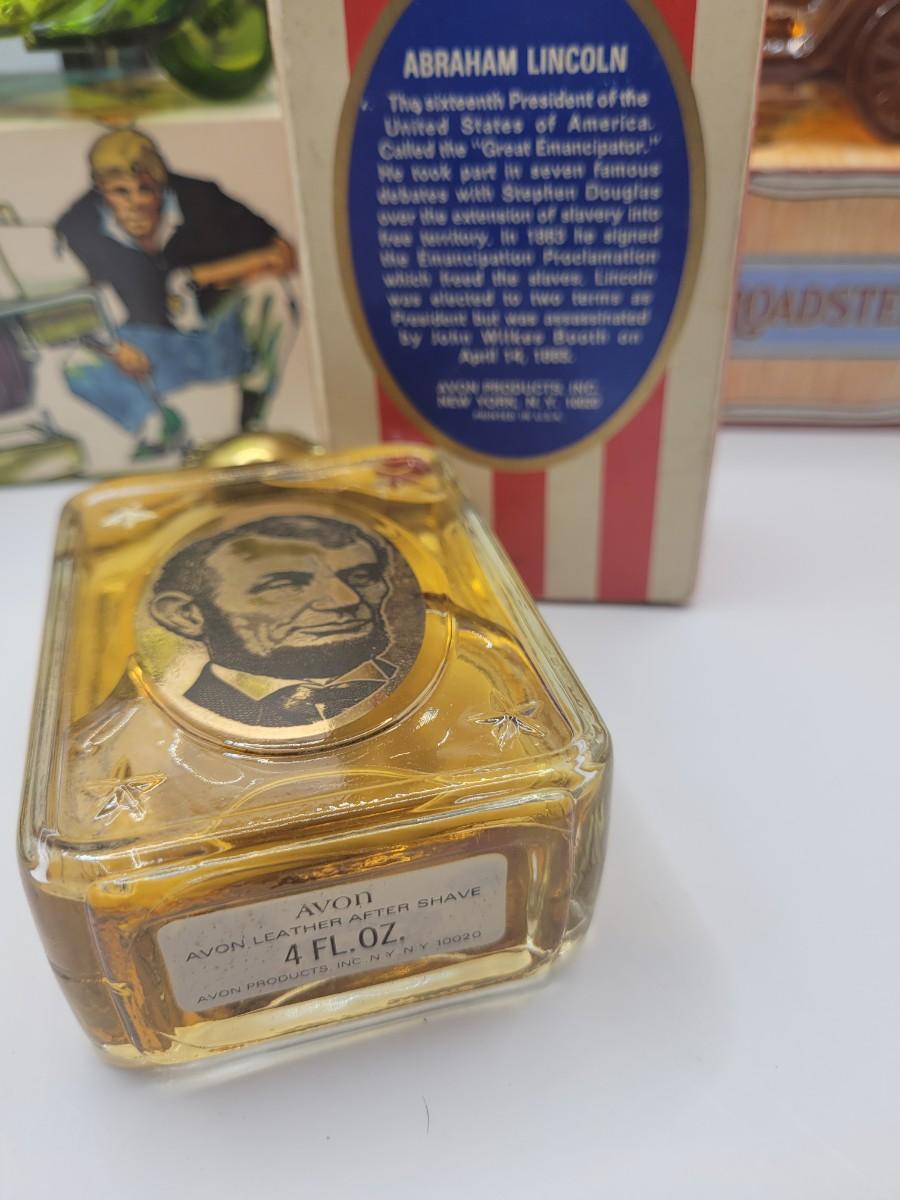 ABRAHAM LINCOLN
The sixteenth President of the
United States of America.
Called the "Great Emancipator."
He took part in seven famous
debates with Stephen Douglas
over the extension of slavery into
free territory. In 1863 he signed
the Emancipation Proclamation
which freed the slaves. Lincoln
was elected to two terms as
President but was assassinated
by John Wilkes Booth on
April 14, 1865.
AVON PRODUCTS, INC.
NEW YORK, N.Y. 10020
PRINTED IN U.S.A.
ROADSTE
AVON
AVON LEATHER AFTER SHAVE
4 FL.OZ.
AVON PRODUCTS, INC. N.Y. N.Y. 10020